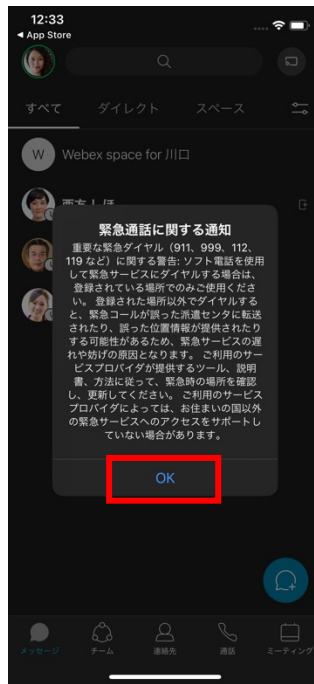 12:33
◀ App Store
すべて ダイレクト スペース
W Webex space for 川口
緊急通話に関する通知
重要な緊急ダイヤル（911、999、112、
119 など）に関する警告: ソフト電話を使用
して緊急サービスにダイヤルする場合は、
登録されている場所でのみご使用くださ
い。 登録された場所以外でダイヤルする
と、緊急コールが誤った派遣センタに転送
されたり、誤った位置情報が提供されたり
する可能性があるため、緊急サービスの遅
れや妨げの原因となります。 ご利用のサー
ビスプロバイダが提供するツール、説明
書、方法に従って、緊急時の場所を確認
し、更新してください。 ご利用のサービス
プロバイダによっては、お住まいの国以外
の緊急サービスへのアクセスをサポートし
ていない場合があります。
OK
メッセージ チーム 連絡先 通話 ミーティング